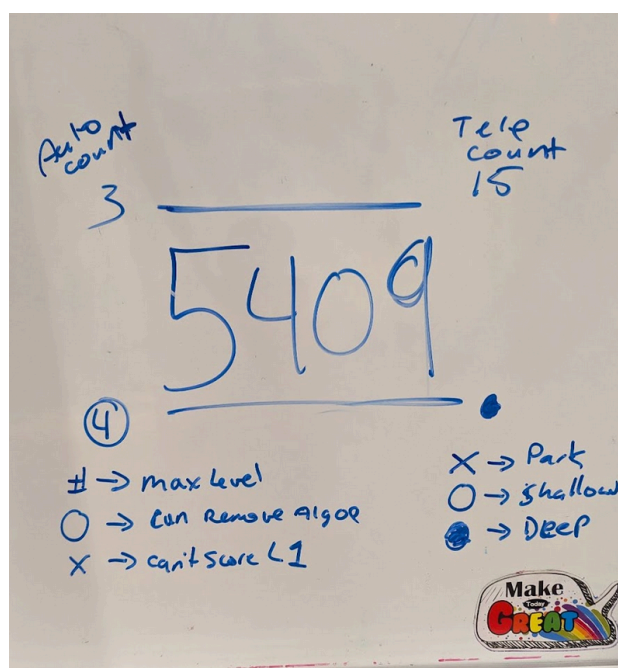 Auto
count
3
Tele
count
15
5409
4
# → max Level
O → Can Remove Algae
X → can't Score L1
X → Park
O → Shallow
● → DEEP
Make
Today
GREAT